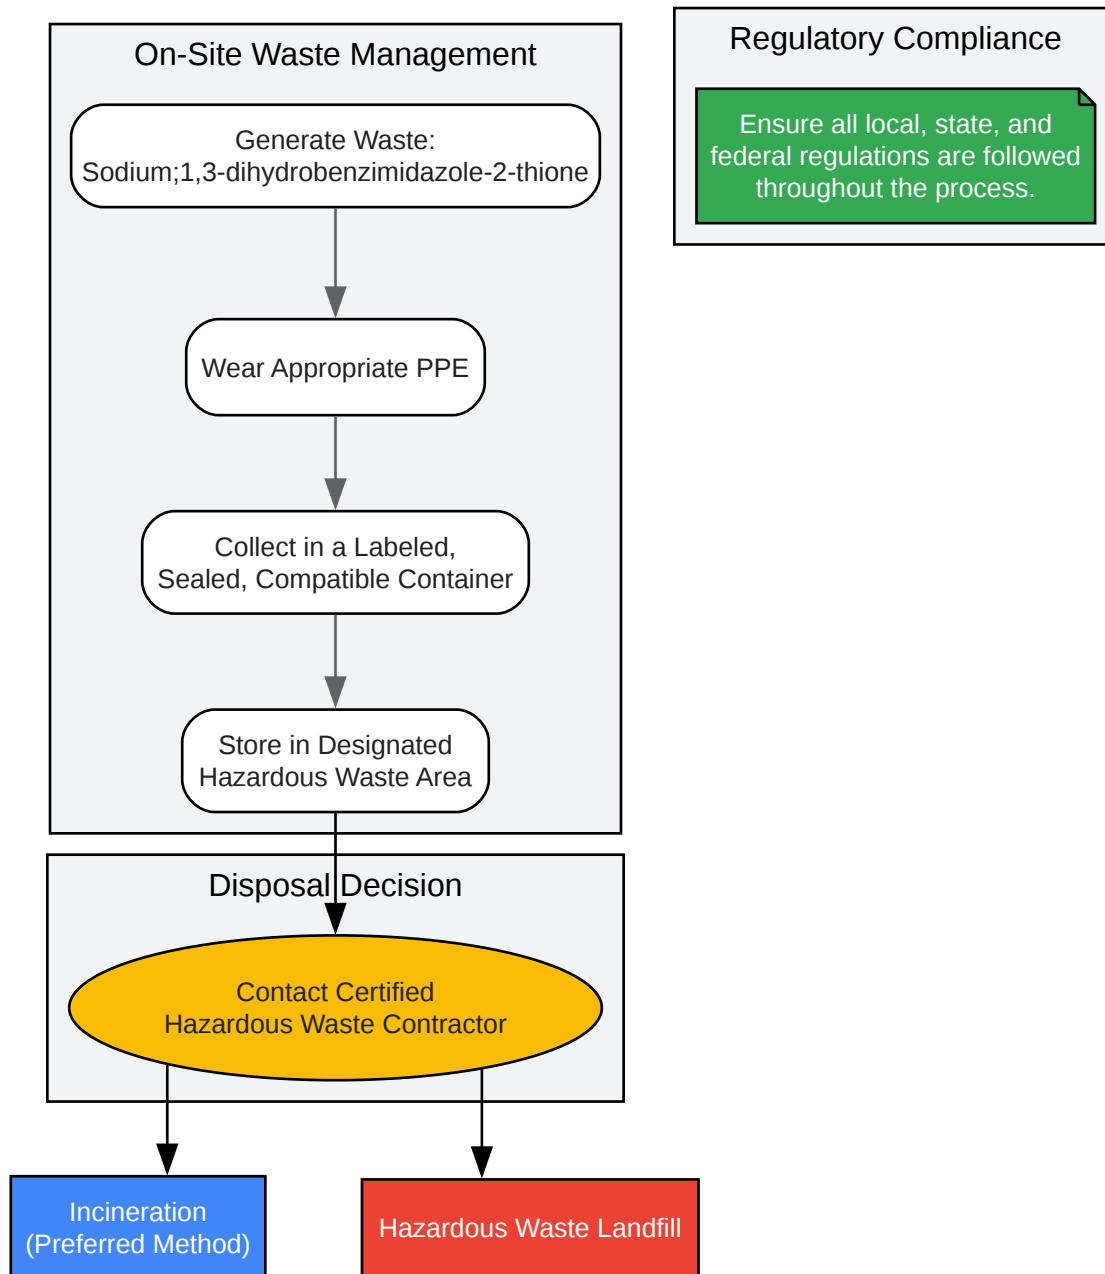 On-Site Waste Management
Generate Waste:
Sodium;1,3-dihydrobenzimidazole-2-thione
Wear Appropriate PPE
Collect in a Labeled,
Sealed, Compatible Container
Store in Designated
Hazardous Waste Area
Disposal Decision
Contact Certified
Hazardous Waste Contractor
Incineration
(Preferred Method)
Hazardous Waste Landfill
Regulatory Compliance
Ensure all local, state, and
federal regulations are followed
throughout the process.